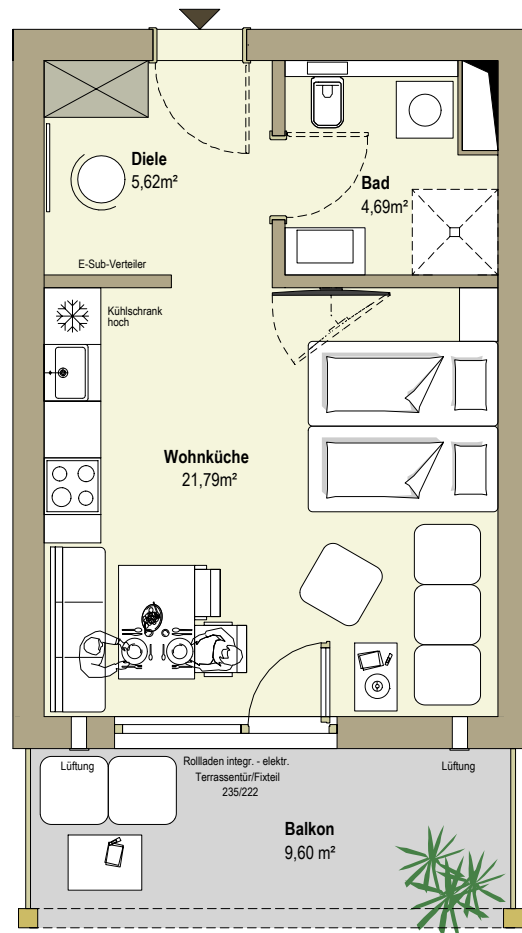 Diele
5,62m²
Bad
4,69m²
E-Sub-Verteiler
Kühlschrank
hoch
Wohnküche
21,79m²
Lüftung
Rollladen integr. - elektr.
Terrassentür/Fixteil
235/222
Lüftung
Balkon
9,60 m²